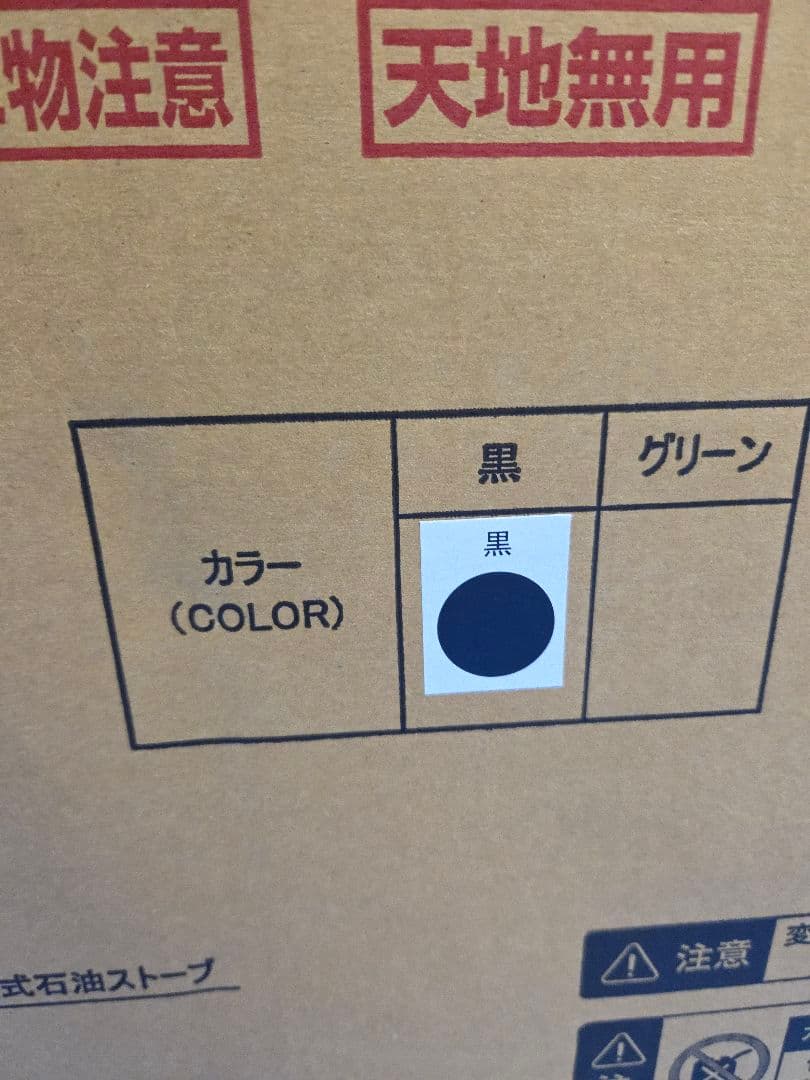 物注意
天地無用
黒
グリーン
カラー
(COLOR)
黒
式石油ストーブ
注意